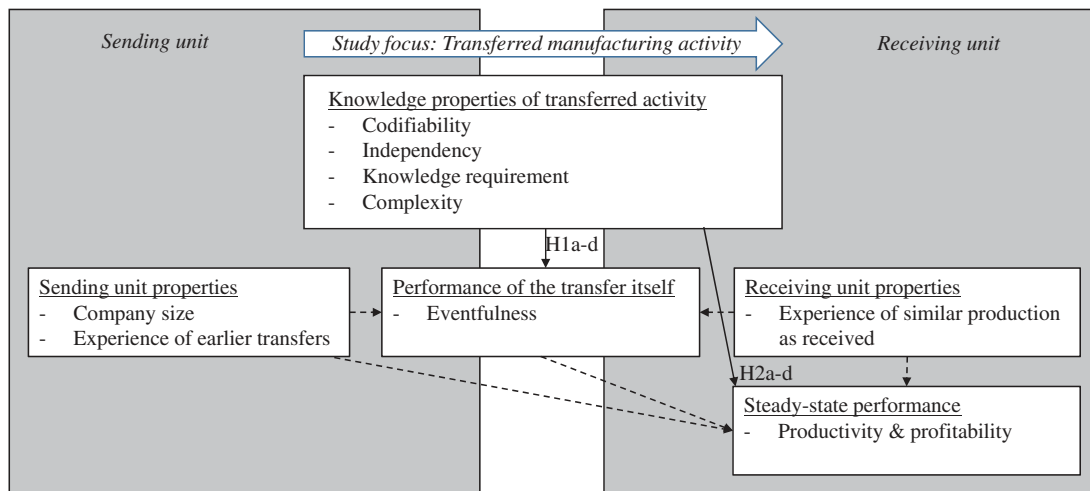 Sending unit
Study focus: Transferred manufacturing activity
Receiving unit
Knowledge properties of transferred activity
- Codifiability
- Independency
- Knowledge requirement
- Complexity
H1a-d
Sending unit properties
- Company size
- Experience of earlier transfers
Performance of the transfer itself
- Eventfulness
Receiving unit properties
- Experience of similar production
as received
H2a-d
Steady-state performance
- Productivity & profitability